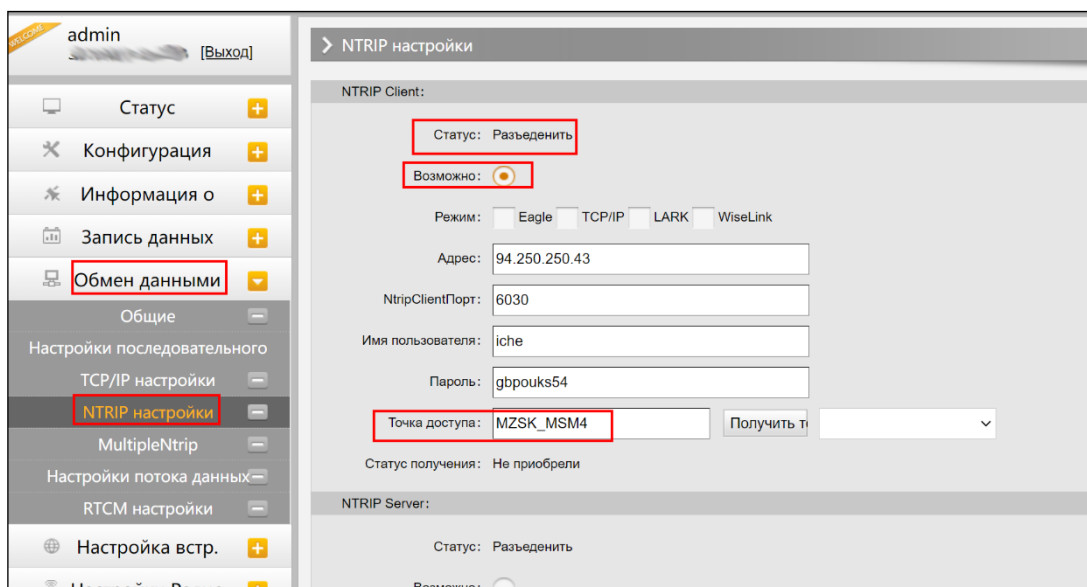 WELCOME
admin
[Выход]
Статус
Конфигурация
Информация о
Запись данных
Обмен данными
Общие
Настройки последовательного
TCP/IP настройки
NTRIP настройки
MultipleNtrip
Настройки потока данных
RTCM настройки
Настройка встр.
NTRIP настройки
NTRIP Client:
Статус: Разъеденить
Возможно:
Режим: Eagle TCP/IP LARK WiseLink
Адрес: 94.250.250.43
NtripClientПорт: 6030
Имя пользователя: iche
Пароль: gbpouks54
Точка доступа: MZSK_MSM4 Получить т
Статус получения: Не приобрели
NTRIP Server:
Статус: Разъеденить
Возможно: